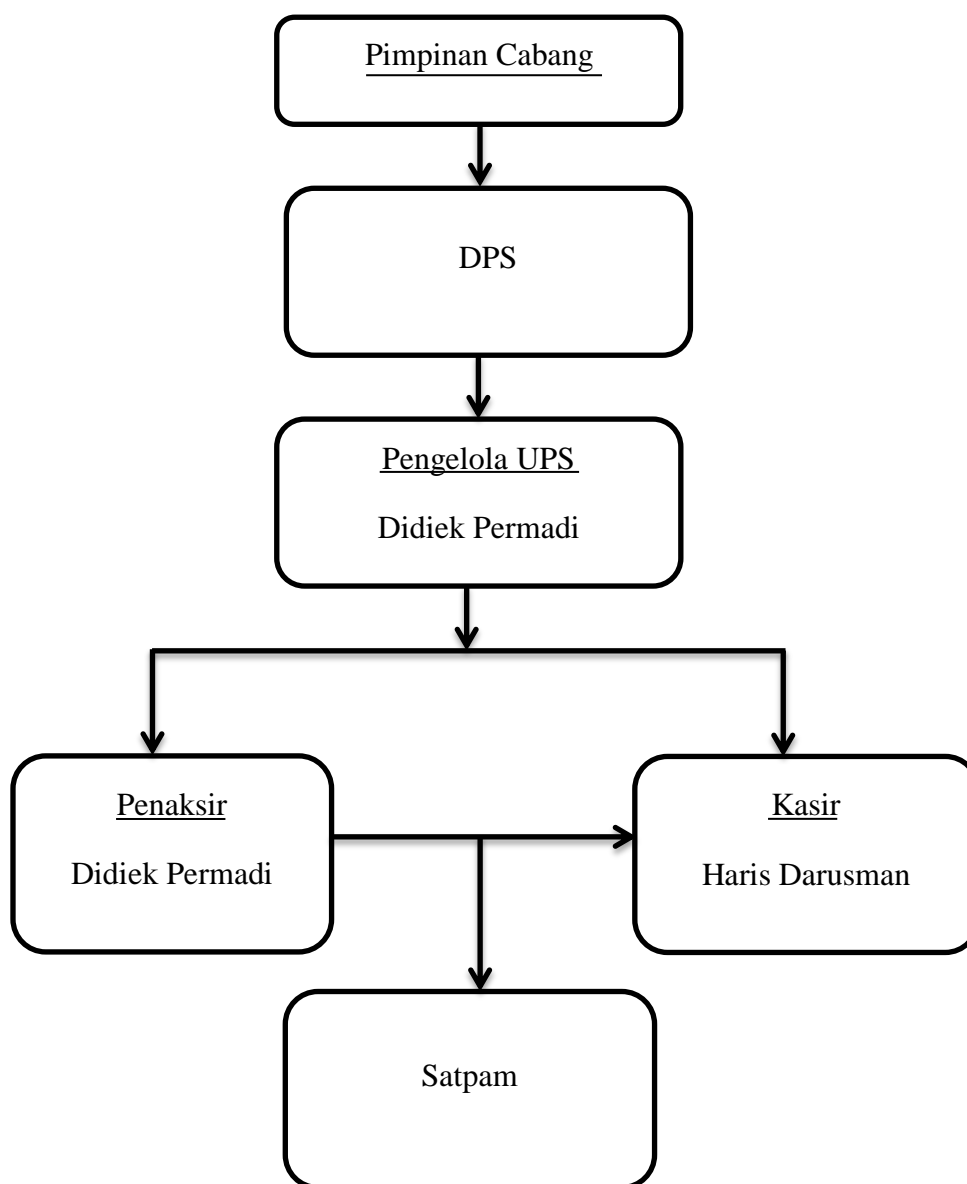 Pimpinan Cabang
DPS
Pengelola UPS
Didiek Permadi
Penaksir
Didiek Permadi
Kasir
Haris Darusman
Satpam